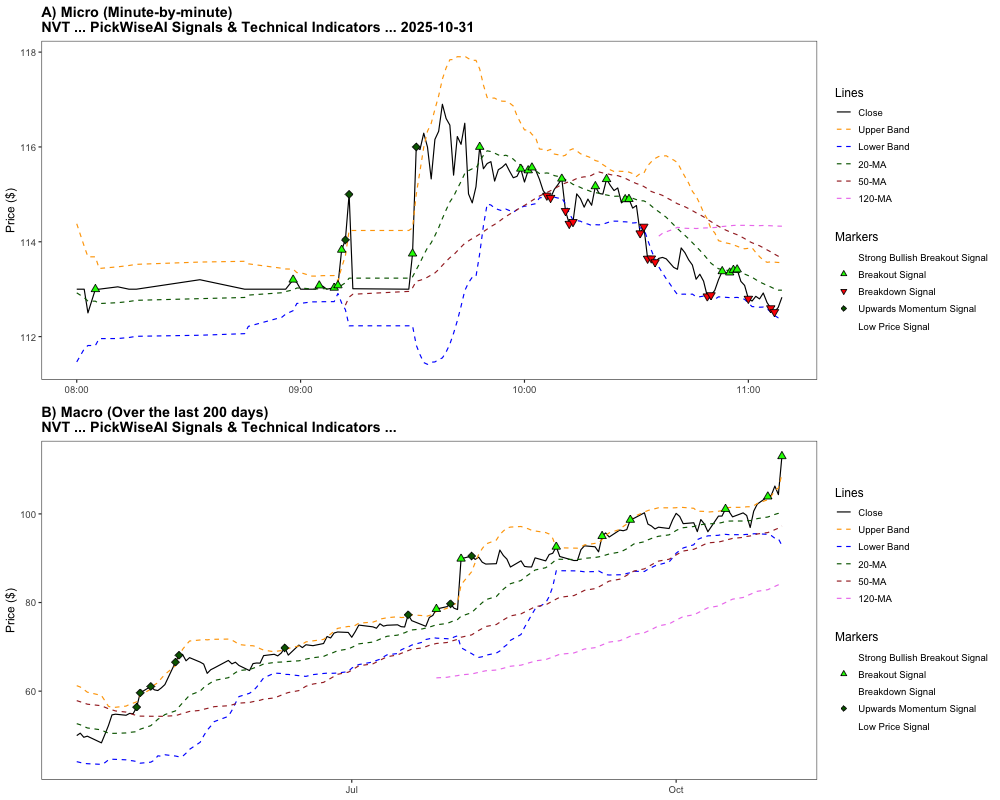 A) Micro (Minute-by-minute)
NVT ... PickWiseAI Signals & Technical Indicators ... 2025-10-31
118
116
114
112
Price ($)
08:00
09:00
10:00
11:00
Lines
Close
Upper Band
Lower Band
20-MA
50-MA
120-MA
Markers
Strong Bullish Breakout Signal
Breakout Signal
Breakdown Signal
Upwards Momentum Signal
Low Price Signal
B) Macro (Over the last 200 days)
NVT ... PickWiseAI Signals & Technical Indicators ...
100
80
60
Price ($)
Jul
Oct
Lines
Close
Upper Band
Lower Band
20-MA
50-MA
120-MA
Markers
Strong Bullish Breakout Signal
Breakout Signal
Breakdown Signal
Upwards Momentum Signal
Low Price Signal